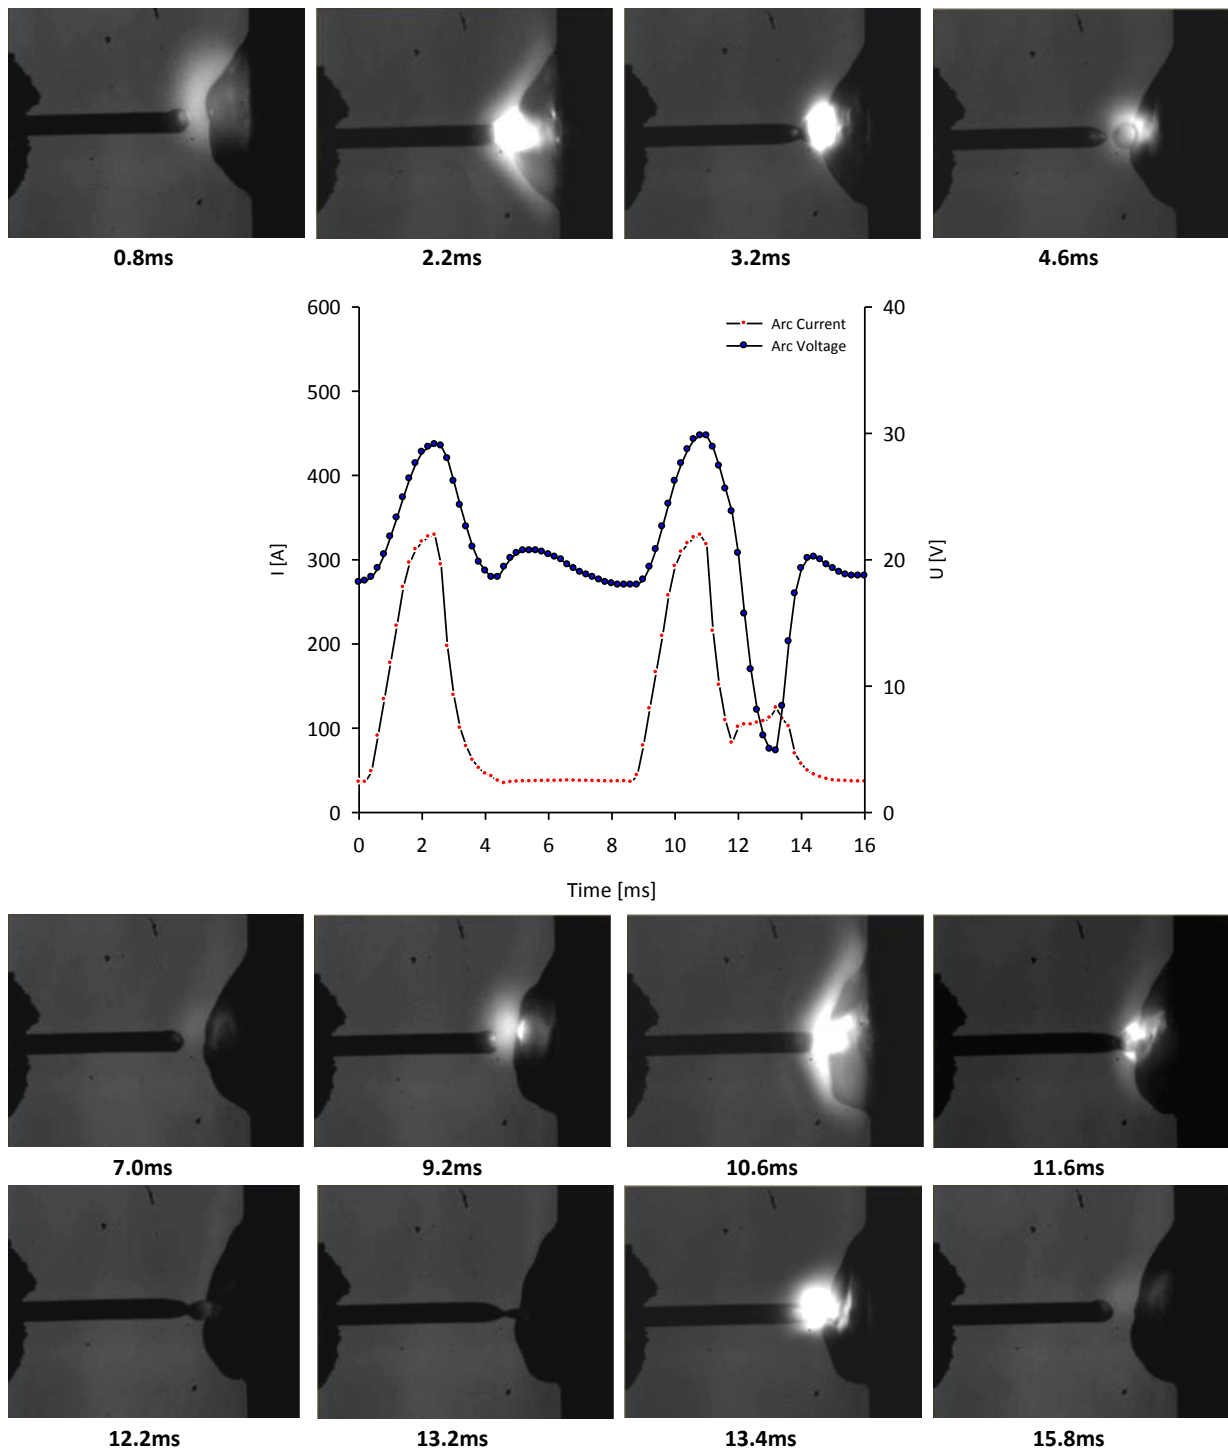 0.8ms
2.2ms
3.2ms
4.6ms
600
500
400
300
200
100
0
I [A]
40
30
20
10
0
U [V]
Arc Current
Arc Voltage
0 2 4 6 8 10 12 14 16
Time [ms]
7.0ms
9.2ms
10.6ms
11.6ms
12.2ms
13.2ms
13.4ms
15.8ms